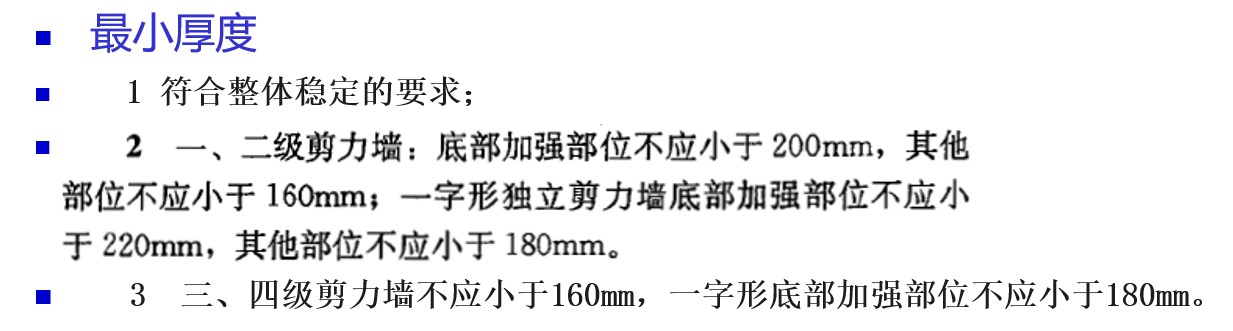 最小厚度
1 符合整体稳定的要求；
2 一、二级剪力墙：底部加强部位不应小于 200mm，其他
部位不应小于 160mm；一字形独立剪力墙底部加强部位不应小
于 220mm，其他部位不应小于 180mm。
3 三、四级剪力墙不应小于160mm，一字形底部加强部位不应小于180mm。